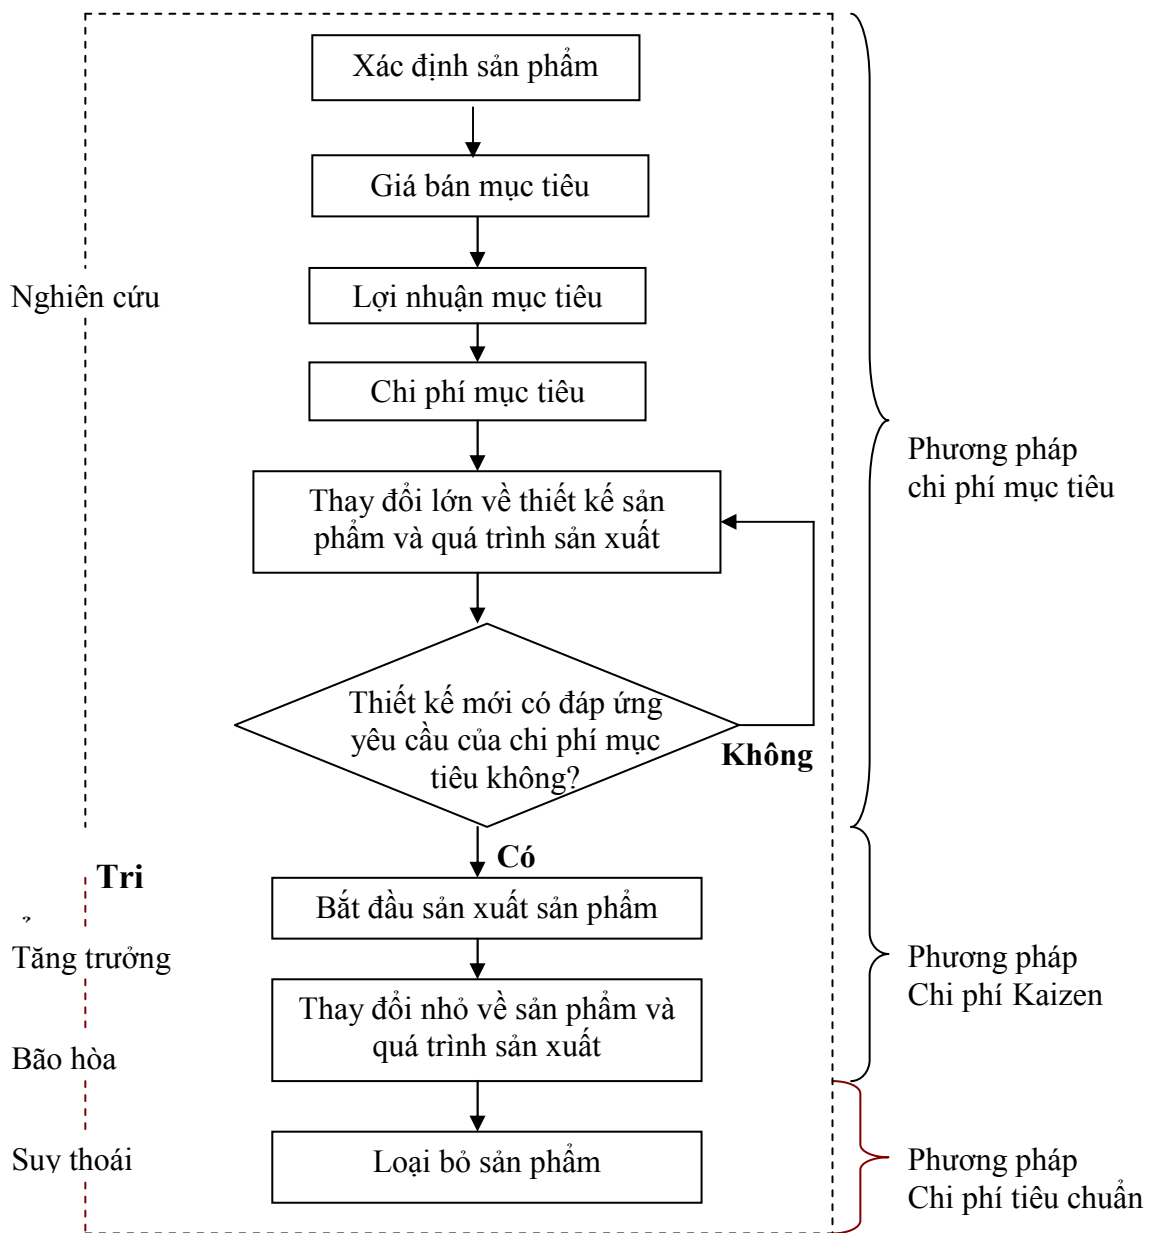 Xác định sản phẩm
Giá bán mục tiêu
Nghiên cứu
Lợi nhuận mục tiêu
Chi phí mục tiêu
Phương pháp
chi phí mục tiêu
Thay đổi lớn về thiết kế sản
phẩm và quá trình sản xuất
Thiết kế mới có đáp ứng
yêu cầu của chi phí mục
tiêu không?
Không
Có
Tri
Bắt đầu sản xuất sản phẩm
Tăng trưởng
Phương pháp
Chi phí Kaizen
Thay đổi nhỏ về sản phẩm và
quá trình sản xuất
Bão hòa
Suy thoái
Loại bỏ sản phẩm
Phương pháp
Chi phí tiêu chuẩn